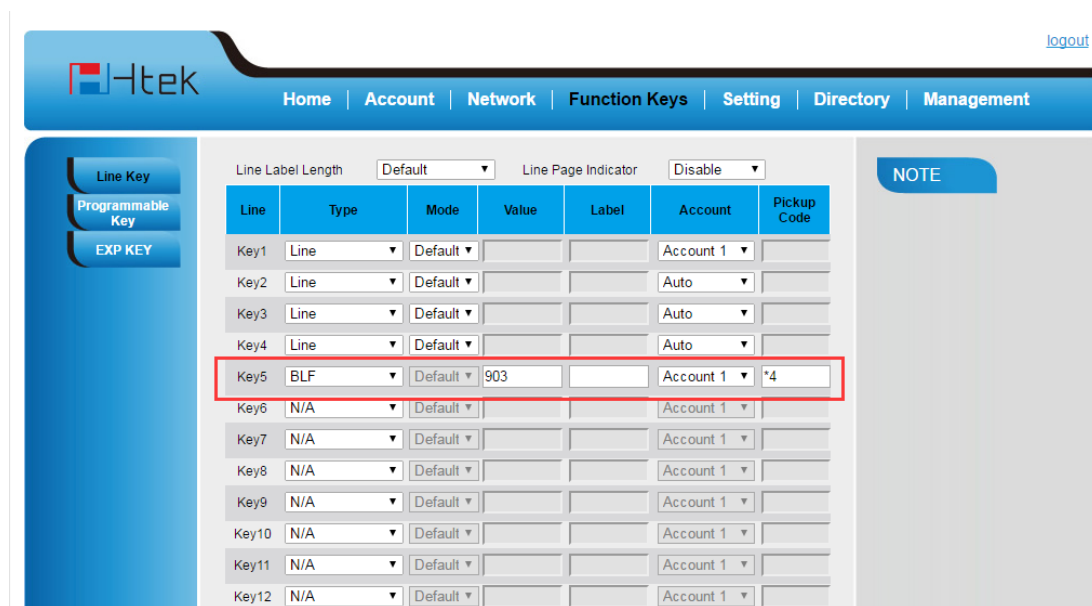 logout
Htek
Home | Account | Network | Function Keys | Setting | Directory | Management
Line Key
Programmable Key
EXP KEY
Line Label Length Default Line Page Indicator Disable
NOTE
Line Type Mode Value Label Account Pickup Code
Key1 Line Default Account 1
Key2 Line Default Auto
Key3 Line Default Auto
Key4 Line Default Auto
Key5 BLF Default 903 Account 1 *4
Key6 N/A Default Account 1
Key7 N/A Default Account 1
Key8 N/A Default Account 1
Key9 N/A Default Account 1
Key10 N/A Default Account 1
Key11 N/A Default Account 1
Key12 N/A Default Account 1